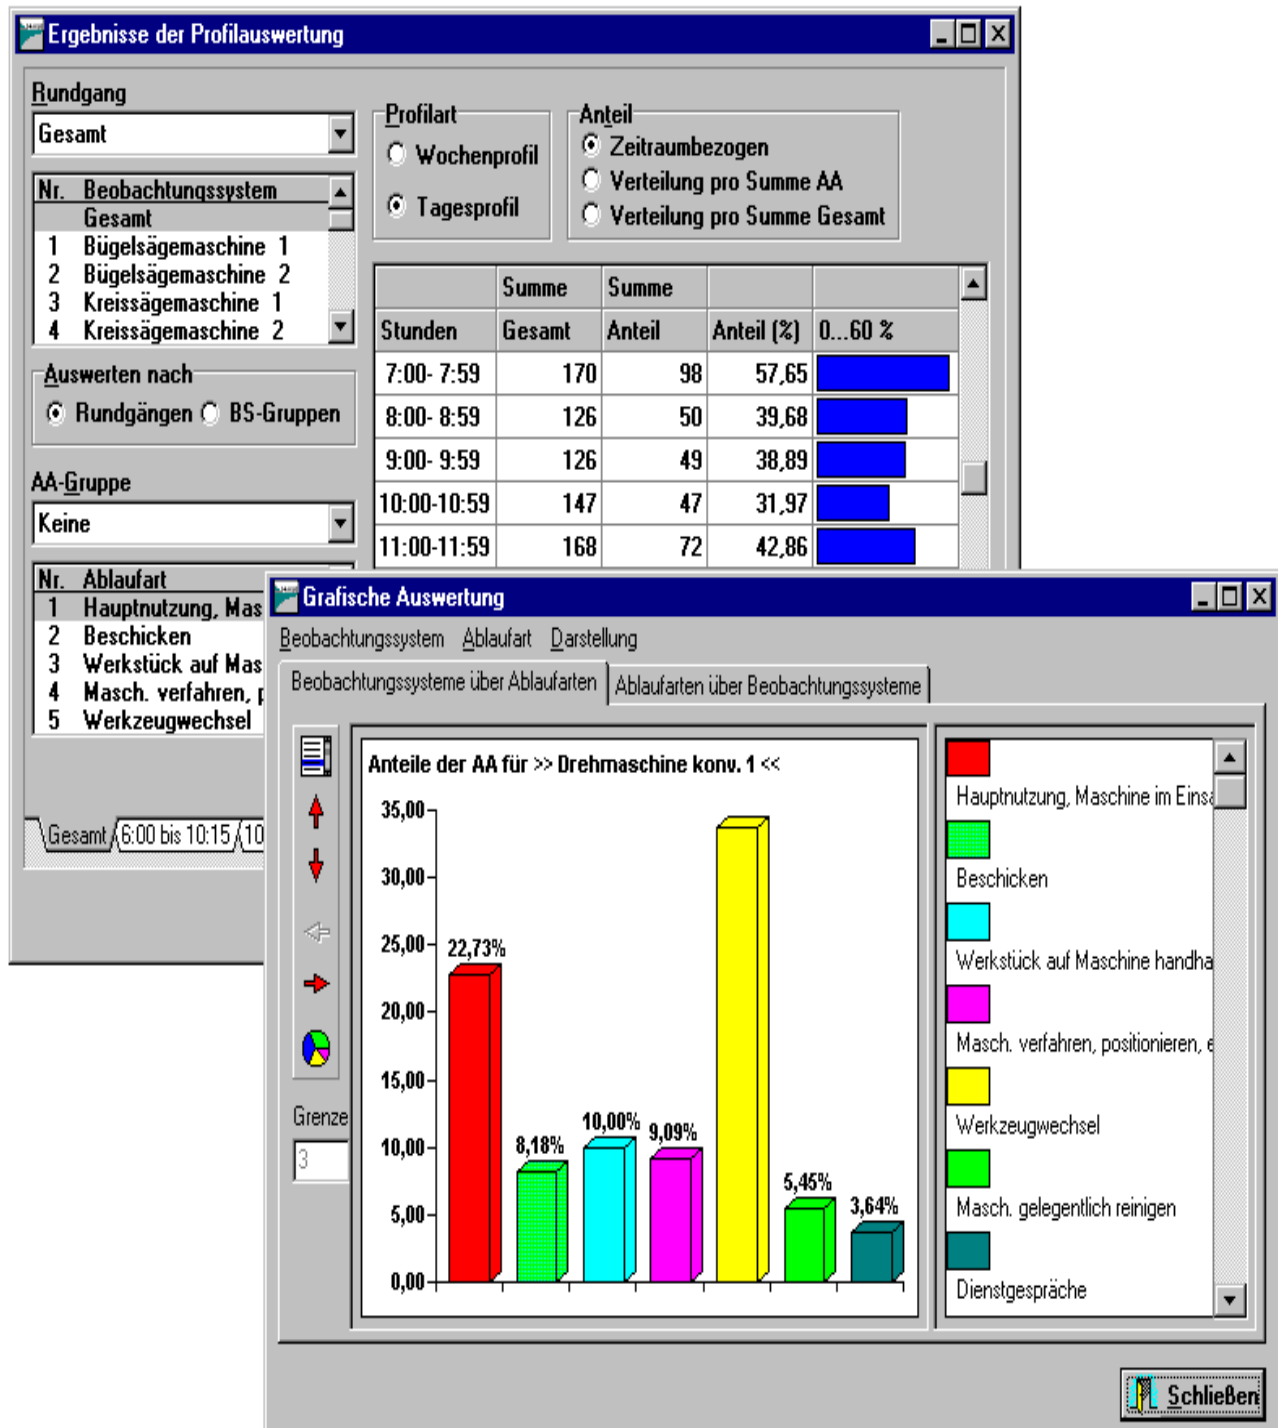 Ergebnisse der Profilauswertung
Rundgang
Gesamt
Nr. Beobachtungssystem
Gesamt
1 Bügelsägemaschine 1
2 Bügelsägemaschine 2
3 Kreissägemaschine 1
4 Kreissägemaschine 2
Auswerten nach
Rundgängen BS-Gruppen
AA-Gruppe
Keine
Nr. Ablaufart
1 Hauptnutzung, Mas
2 Beschicken
3 Werkstück auf Mas
4 Masch. verfahren, p
5 Werkzeugwechsel
Gesamt 6:00 bis 10:15 10
Profilart
Wochenprofil
Tagesprofil
Anteil
Zeitraumbezogen
Verteilung pro Summe AA
Verteilung pro Summe Gesamt
Summe Summe
Stunden Gesamt Anteil Anteil (%) 0...60 %
7:00- 7:59 170 98 57,65
8:00- 8:59 126 50 39,68
9:00- 9:59 126 49 38,89
10:00-10:59 147 47 31,97
11:00-11:59 168 72 42,86
Grafische Auswertung
Beobachtungssystem Ablaufart Darstellung
Beobachtungssysteme über Ablaufarten Ablaufarten über Beobachtungssysteme
Grenze
3
Anteile der AA für >> Drehmaschine konv. 1 <<
35,00
30,00
25,00
20,00
15,00
10,00
5,00
0,00
22,73%
8,18%
10,00%
9,09%
5,45%
3,64%
Hauptnutzung, Maschine im Einsa
Beschicken
Werkstück auf Maschine handha
Masch. verfahren, positionieren, e
Werkzeugwechsel
Masch. gelegentlich reinigen
Dienstgespräche
Schließen